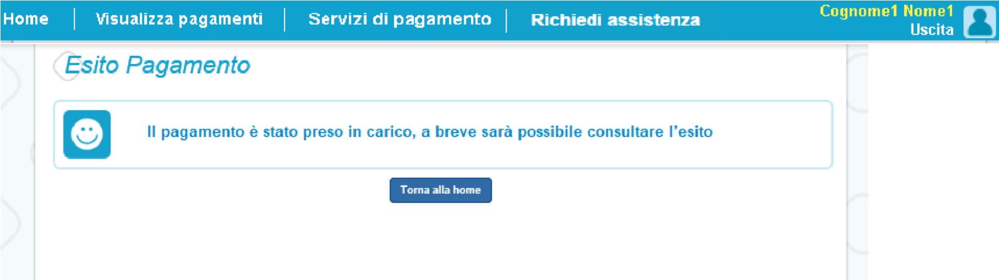 Home
Visualizza pagamenti
Servizi di pagamento
Richiedi assistenza
Cognome1 Nome1
Uscita
Esito Pagamento
Il pagamento è stato preso in carico, a breve sarà possibile consultare l'esito
Torna alla home